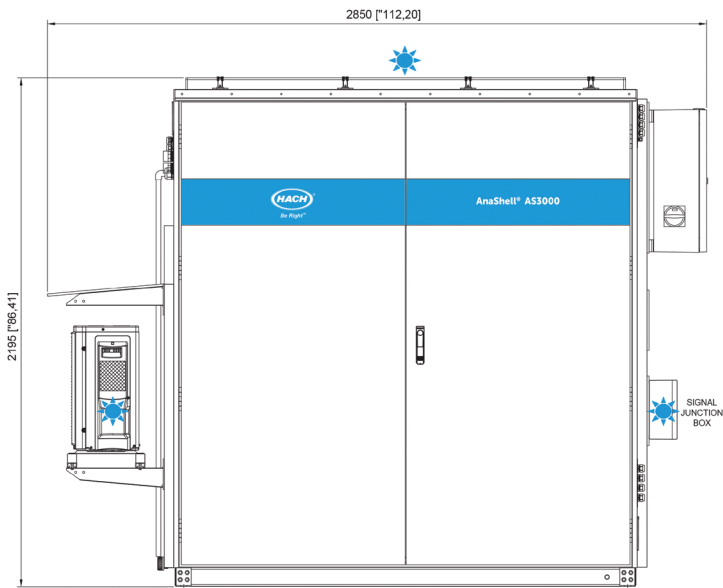 2850 ["112,20]
2195 ["86,41]
HACH®
Be Right™
AnaShell® AS3000
SIGNAL
JUNCTION
BOX